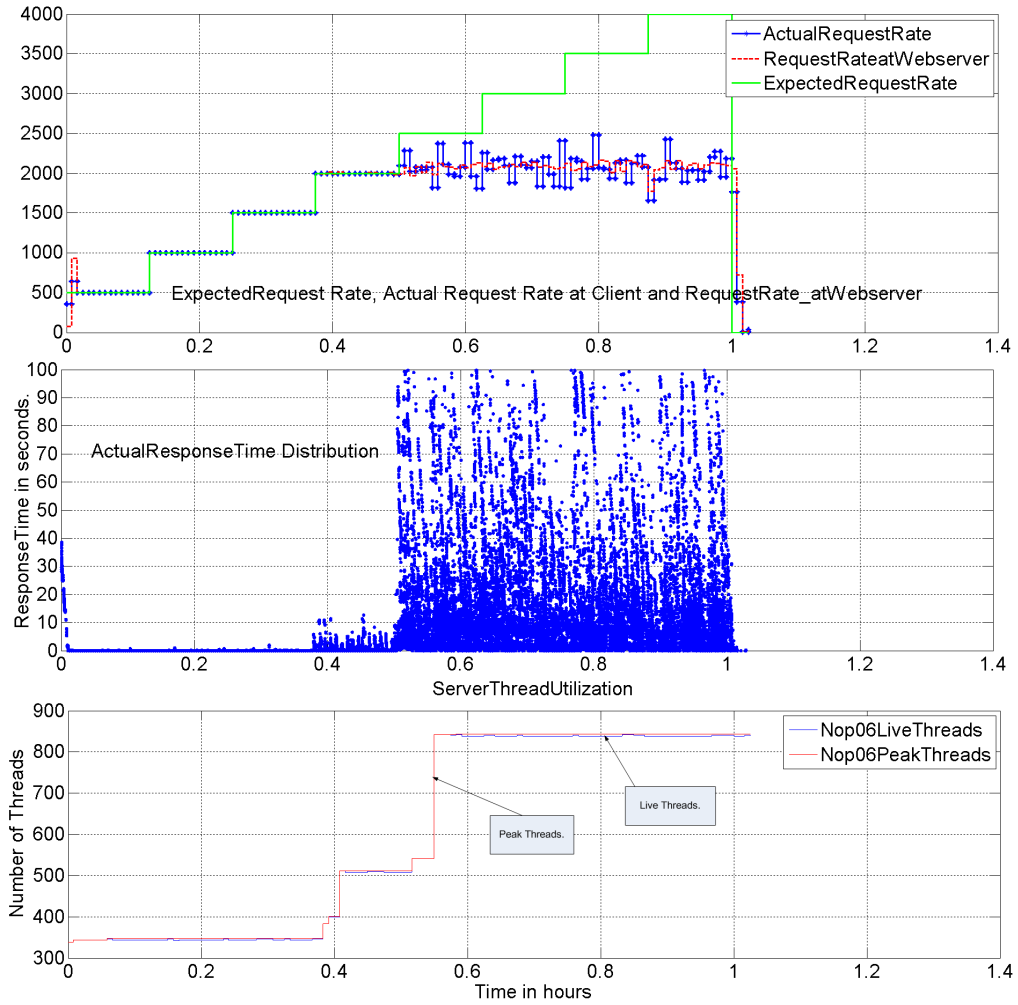 4000
3500
3000
2500
2000
1500
1000
500
0
ActualRequestRate
RequestRateatWebserver
ExpectedRequestRate
ExpectedRequest Rate, Actual Request Rate at Client and RequestRate_atWebserver
0 0.2 0.4 0.6 0.8 1 1.2 1.4
ResponseTime in seconds.
100
90
80
70
60
50
40
30
20
10
0
ActualResponseTime Distribution
0 0.2 0.4 0.6 0.8 1 1.2 1.4
ServerThreadUtilization
Number of Threads
900
800
700
600
500
400
300
Nop06LiveThreads
Nop06PeakThreads
Live Threads.
Peak Threads.
0 0.2 0.4 0.6 0.8 1 1.2 1.4
Time in hours